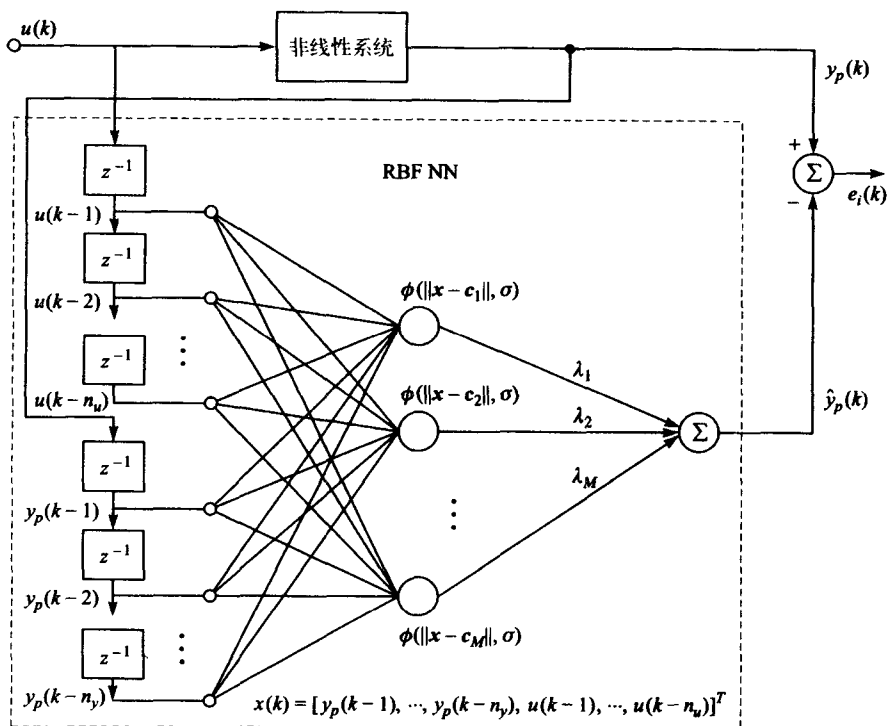 u(k)
非线性系统
y_p(k)
z^{-1}
RBF NN
+
Σ
−
e_i(k)
u(k−1)
z^{-1}
ϕ(||x−c_1||, σ)
u(k−2)
z^{-1}
⋮
λ_1
u(k−n_u)
ϕ(||x−c_2||, σ)
λ_2
Σ
ŷ_p(k)
z^{-1}
λ_M
y_p(k−1)
⋮
z^{-1}
y_p(k−2)
ϕ(||x−c_M||, σ)
z^{-1}
⋮
y_p(k−n_y)
x(k) = [y_p(k−1), ⋯, y_p(k−n_y), u(k−1), ⋯, u(k−n_u)]^T